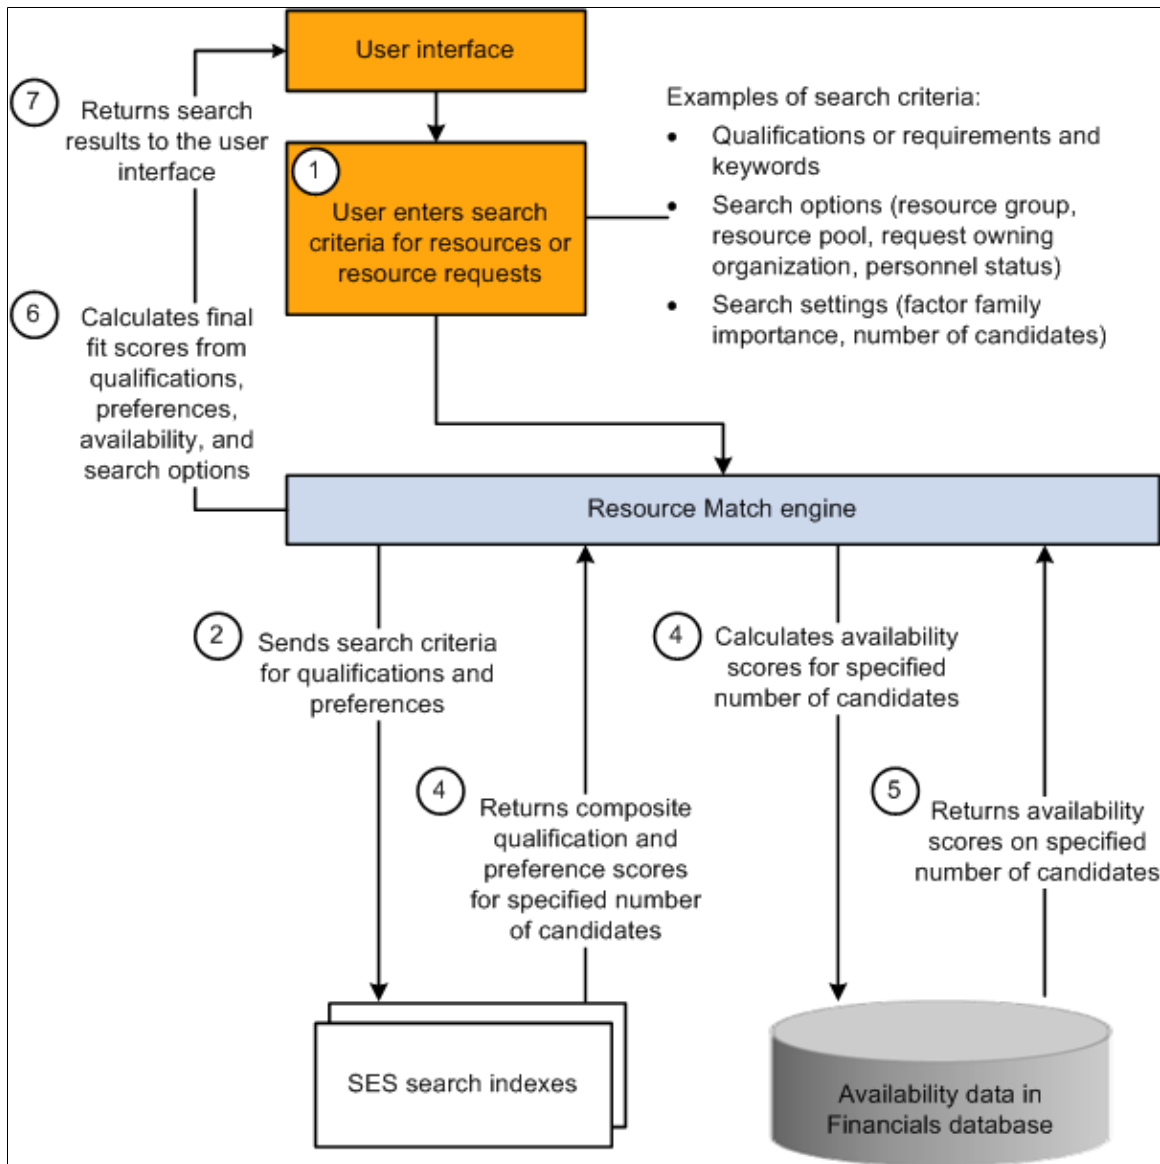 User interface
7
Returns search
results to the user
interface
1
User enters search
criteria for resources or
resource requests
Examples of search criteria:
• Qualifications or requirements and
keywords
• Search options (resource group,
resource pool, request owning
organization, personnel status)
• Search settings (factor family
importance, number of candidates)
6
Calculates final
fit scores from
qualifications,
preferences,
availability, and
search options
Resource Match engine
2
Sends search criteria
for qualifications and
preferences
4
Returns composite
qualification and
preference scores
for specified number
of candidates
4
Calculates availability
scores for specified
number of candidates
5
Returns availability
scores on specified
number of candidates
SES search indexes
Availability data in
Financials database